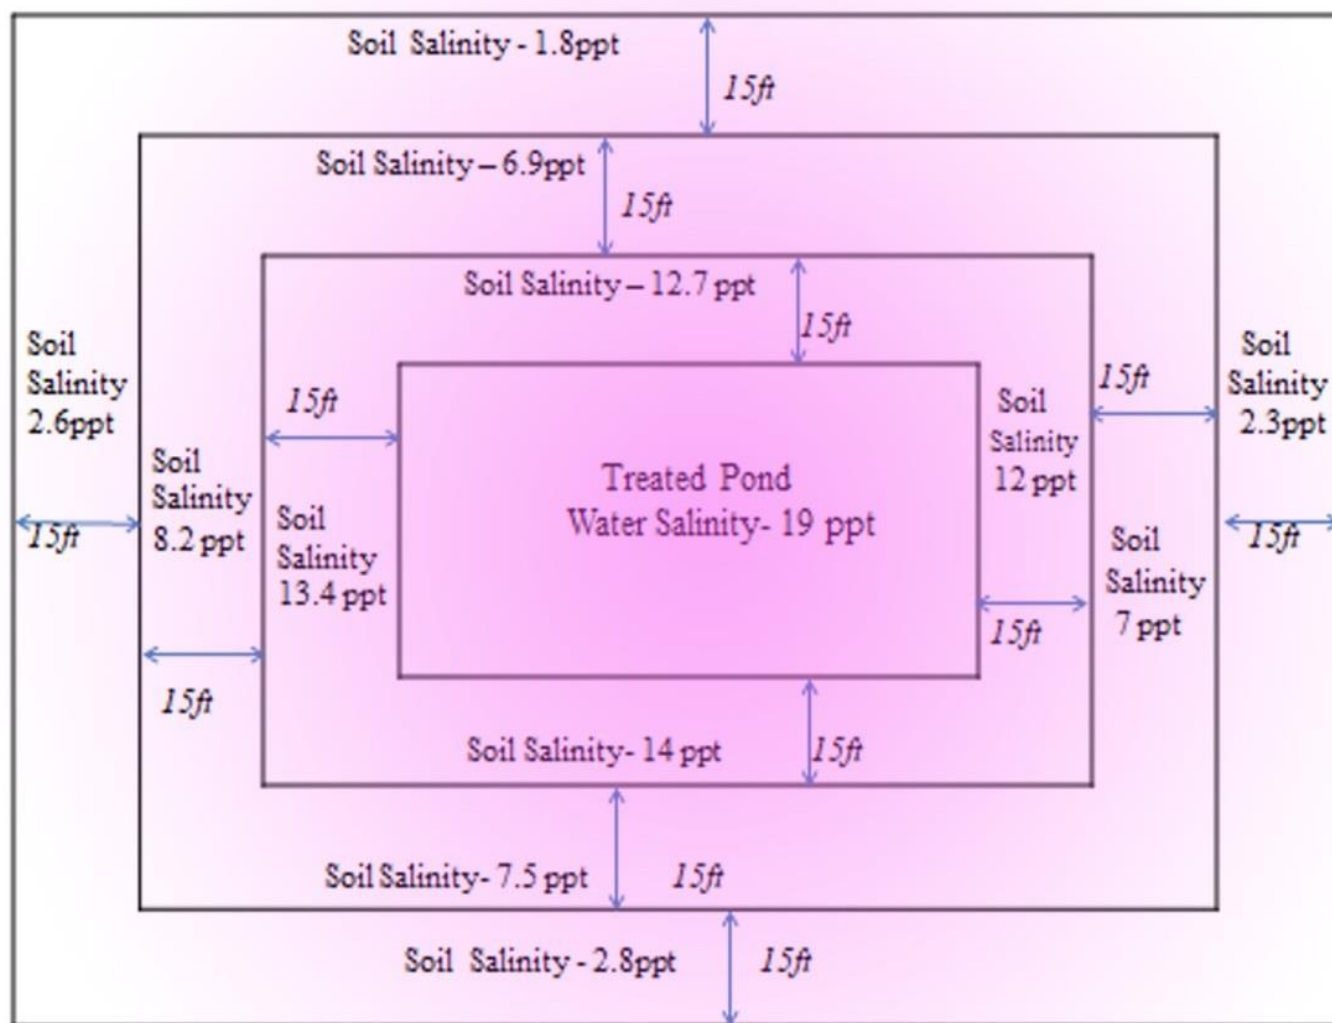 Soil Salinity - 1.8ppt
15ft
Soil Salinity – 6.9ppt
15ft
Soil Salinity – 12.7 ppt
15ft
Soil
Salinity
2.6ppt
15ft
Soil
Salinity
8.2 ppt
15ft
15ft
Soil
Salinity
13.4 ppt
Treated Pond
Water Salinity- 19 ppt
Soil
Salinity
12 ppt
15ft
15ft
Soil
Salinity
7 ppt
Soil
Salinity
2.3ppt
15ft
Soil Salinity- 14 ppt
15ft
Soil Salinity- 7.5 ppt
15ft
Soil Salinity - 2.8ppt
15ft